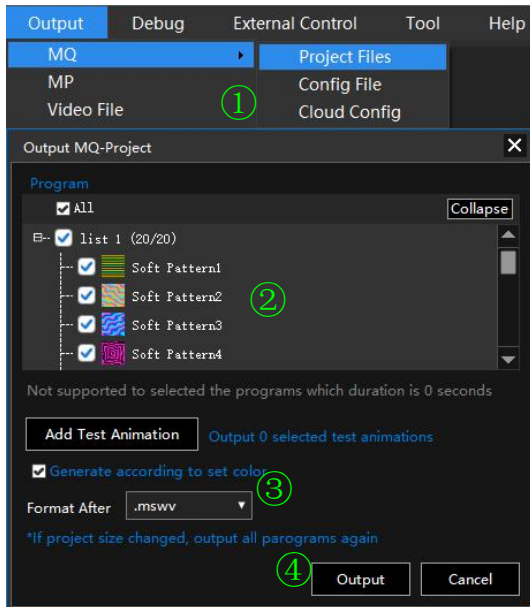 Output Debug External Control Tool Help
MQ Project Files
MP Config File
Video File ① Cloud Config
Output MQ-Project
Program
All Collapse
list 1 (20/20)
Soft Pattern1
Soft Pattern2 ②
Soft Pattern3
Soft Pattern4
Not supported to selected the programs which duration is 0 seconds
Add Test Animation Output 0 selected test animations
Generate according to set color
③
Format After .mswv
*If project size changed, output all parograms again
④ Output Cancel